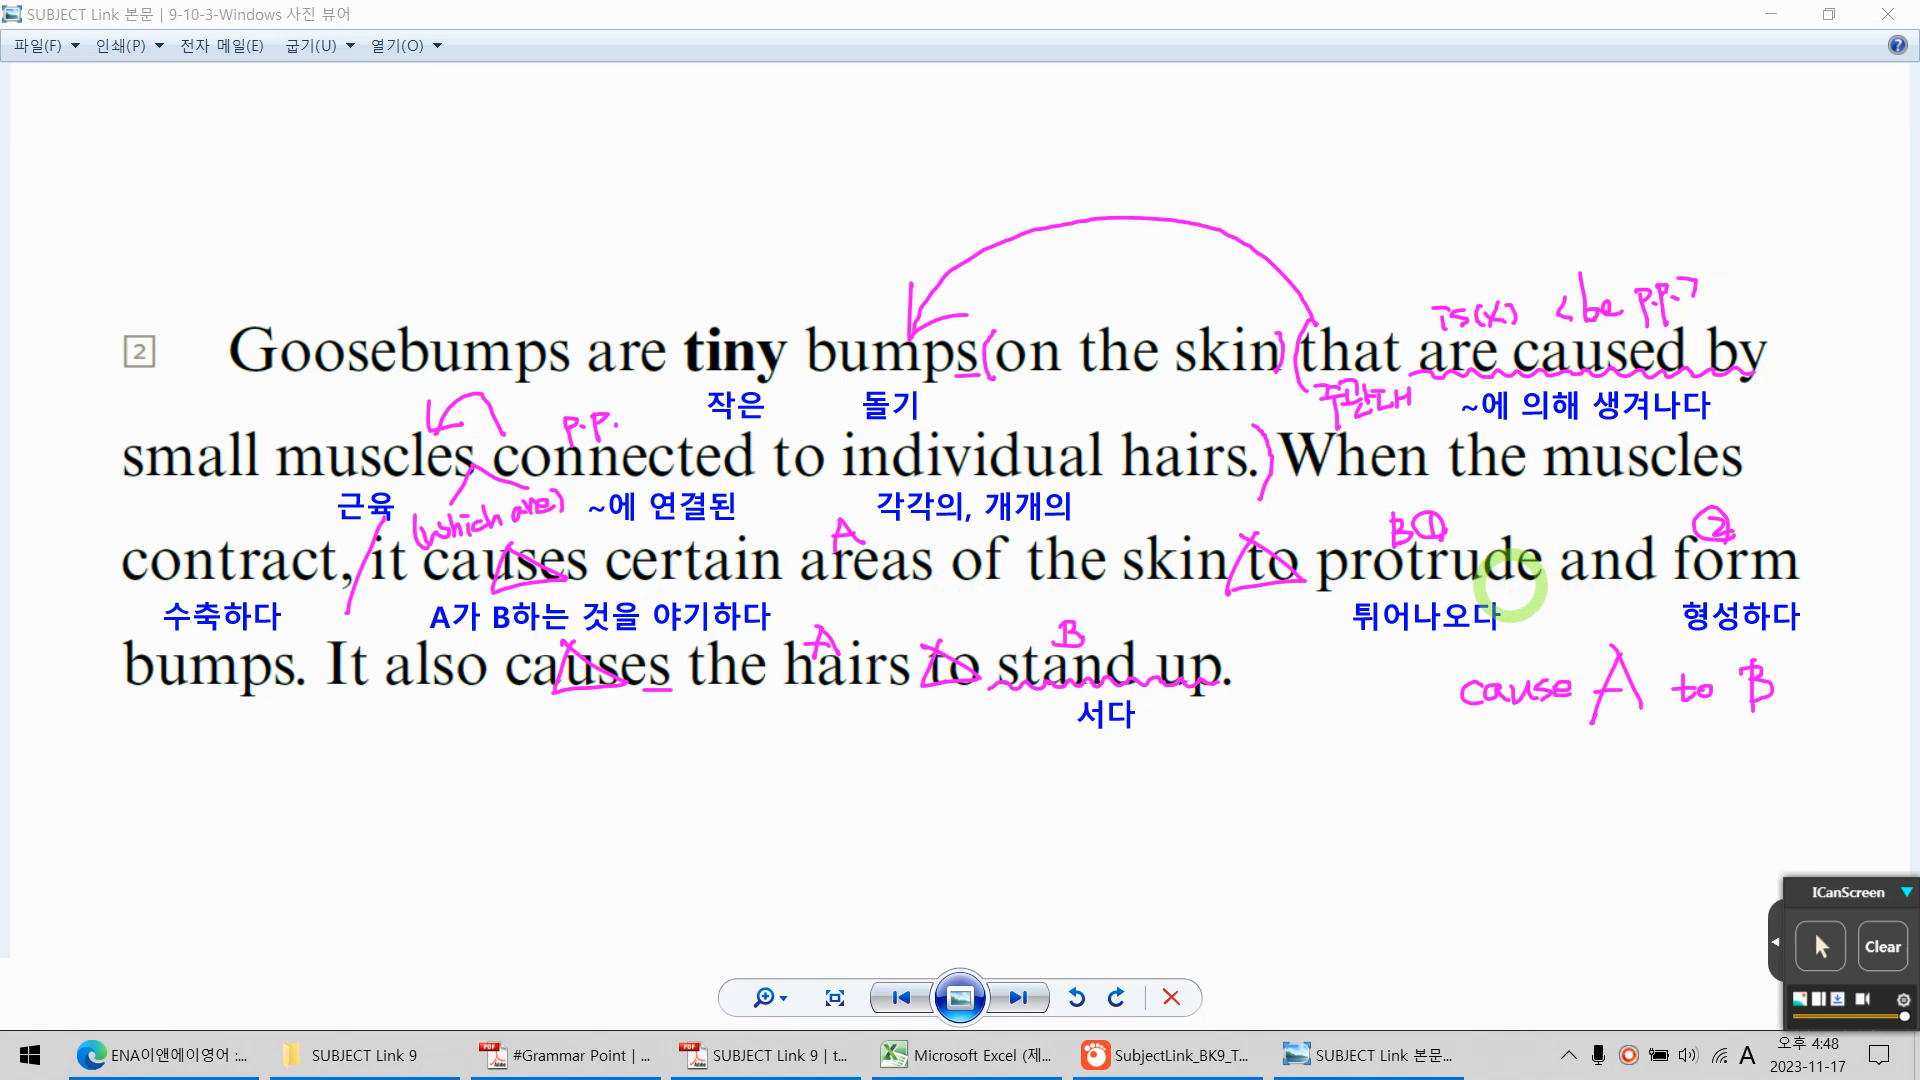 SUBJECT Link 본문 | 9-10-3-Windows 사진 뷰어
파일(F) 인쇄(P) 전자 메일(E) 굽기(U) 열기(O)
is(X) <be p.p.>
2 Goosebumps are tiny bumps (on the skin) (that are caused by
작은 돌기 주관대 ~에 의해 생겨나다
p.p.
small muscles connected to individual hairs.) When the muscles
근육 (which are) ~에 연결된 각각의, 개개의
A B① ②
contract, it causes certain areas of the skin to protrude and form
수축하다 A가 B하는 것을 야기하다 튀어나오다 형성하다
A B
bumps. It also causes the hairs to stand up.
cause A to B
서다
ICanScreen
Clear
ENA이앤에이영어 :...
SUBJECT Link 9
#Grammar Point | ...
SUBJECT Link 9 | t...
Microsoft Excel (제...
SubjectLink_BK9_T...
SUBJECT Link 본문...
A
오후 4:48
2023-11-17